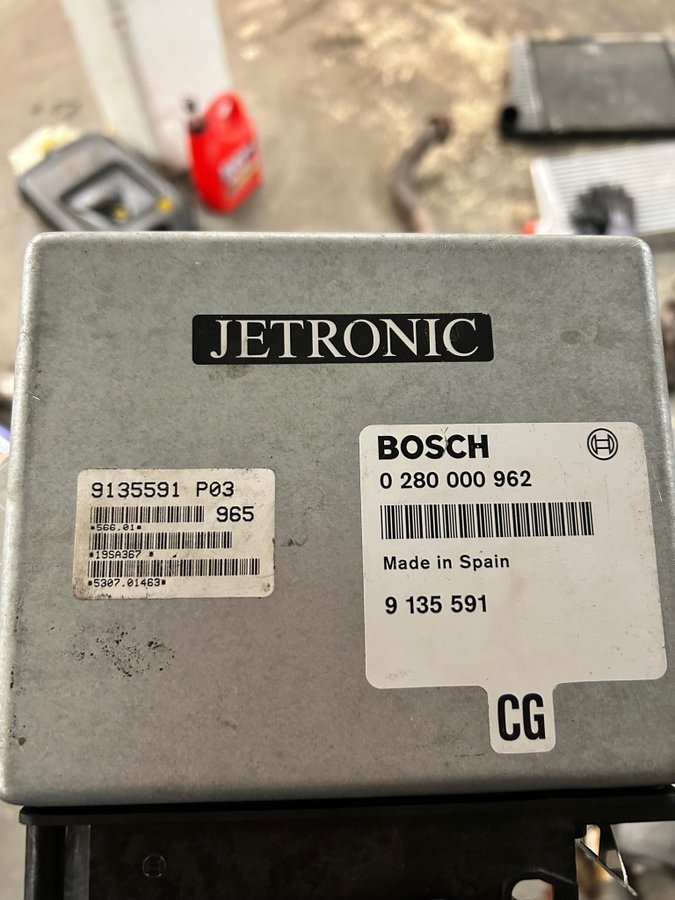 JETRONIC
9135591 P03
965
*566.01*
*19SA367 *
*5307.01463*
BOSCH
0 280 000 962
Made in Spain
9 135 591
CG